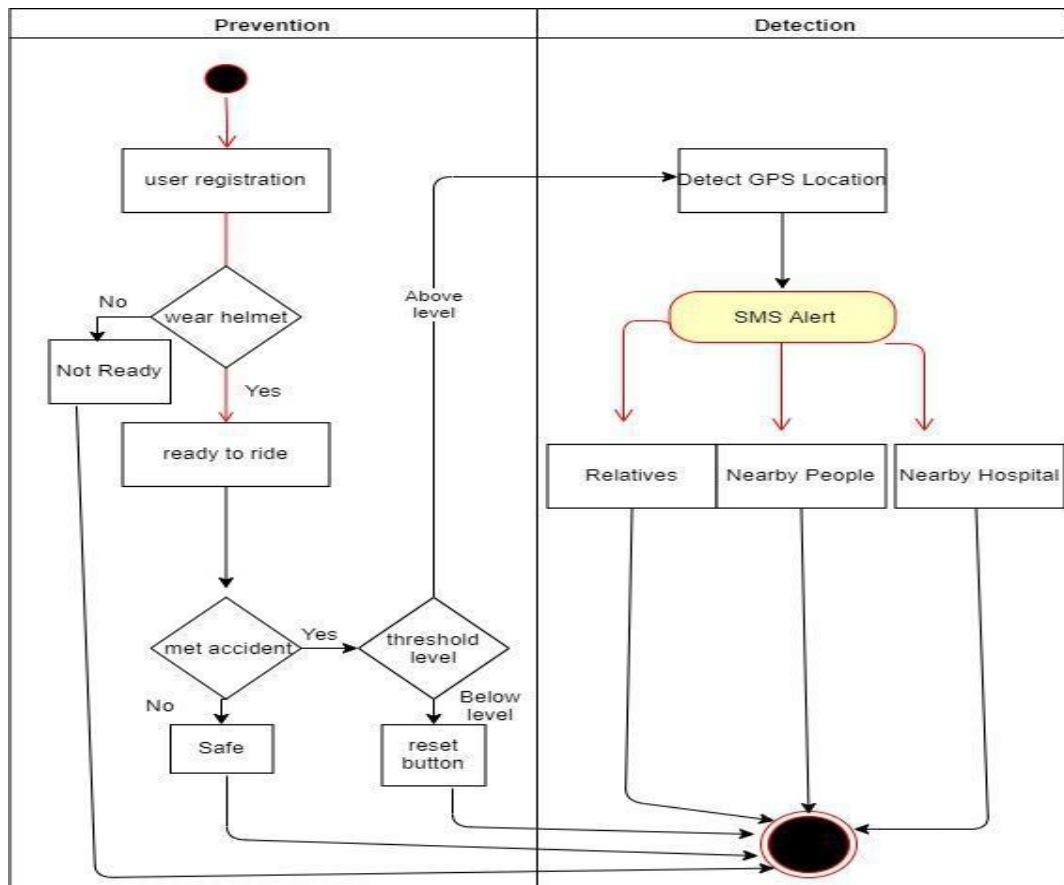 Prevention
Detection
user registration
Detect GPS Location
No
wear helmet
Above
level
SMS Alert
Not Ready
Yes
ready to ride
Relatives
Nearby People
Nearby Hospital
met accident
Yes
threshold
level
No
Below
level
Safe
reset
button